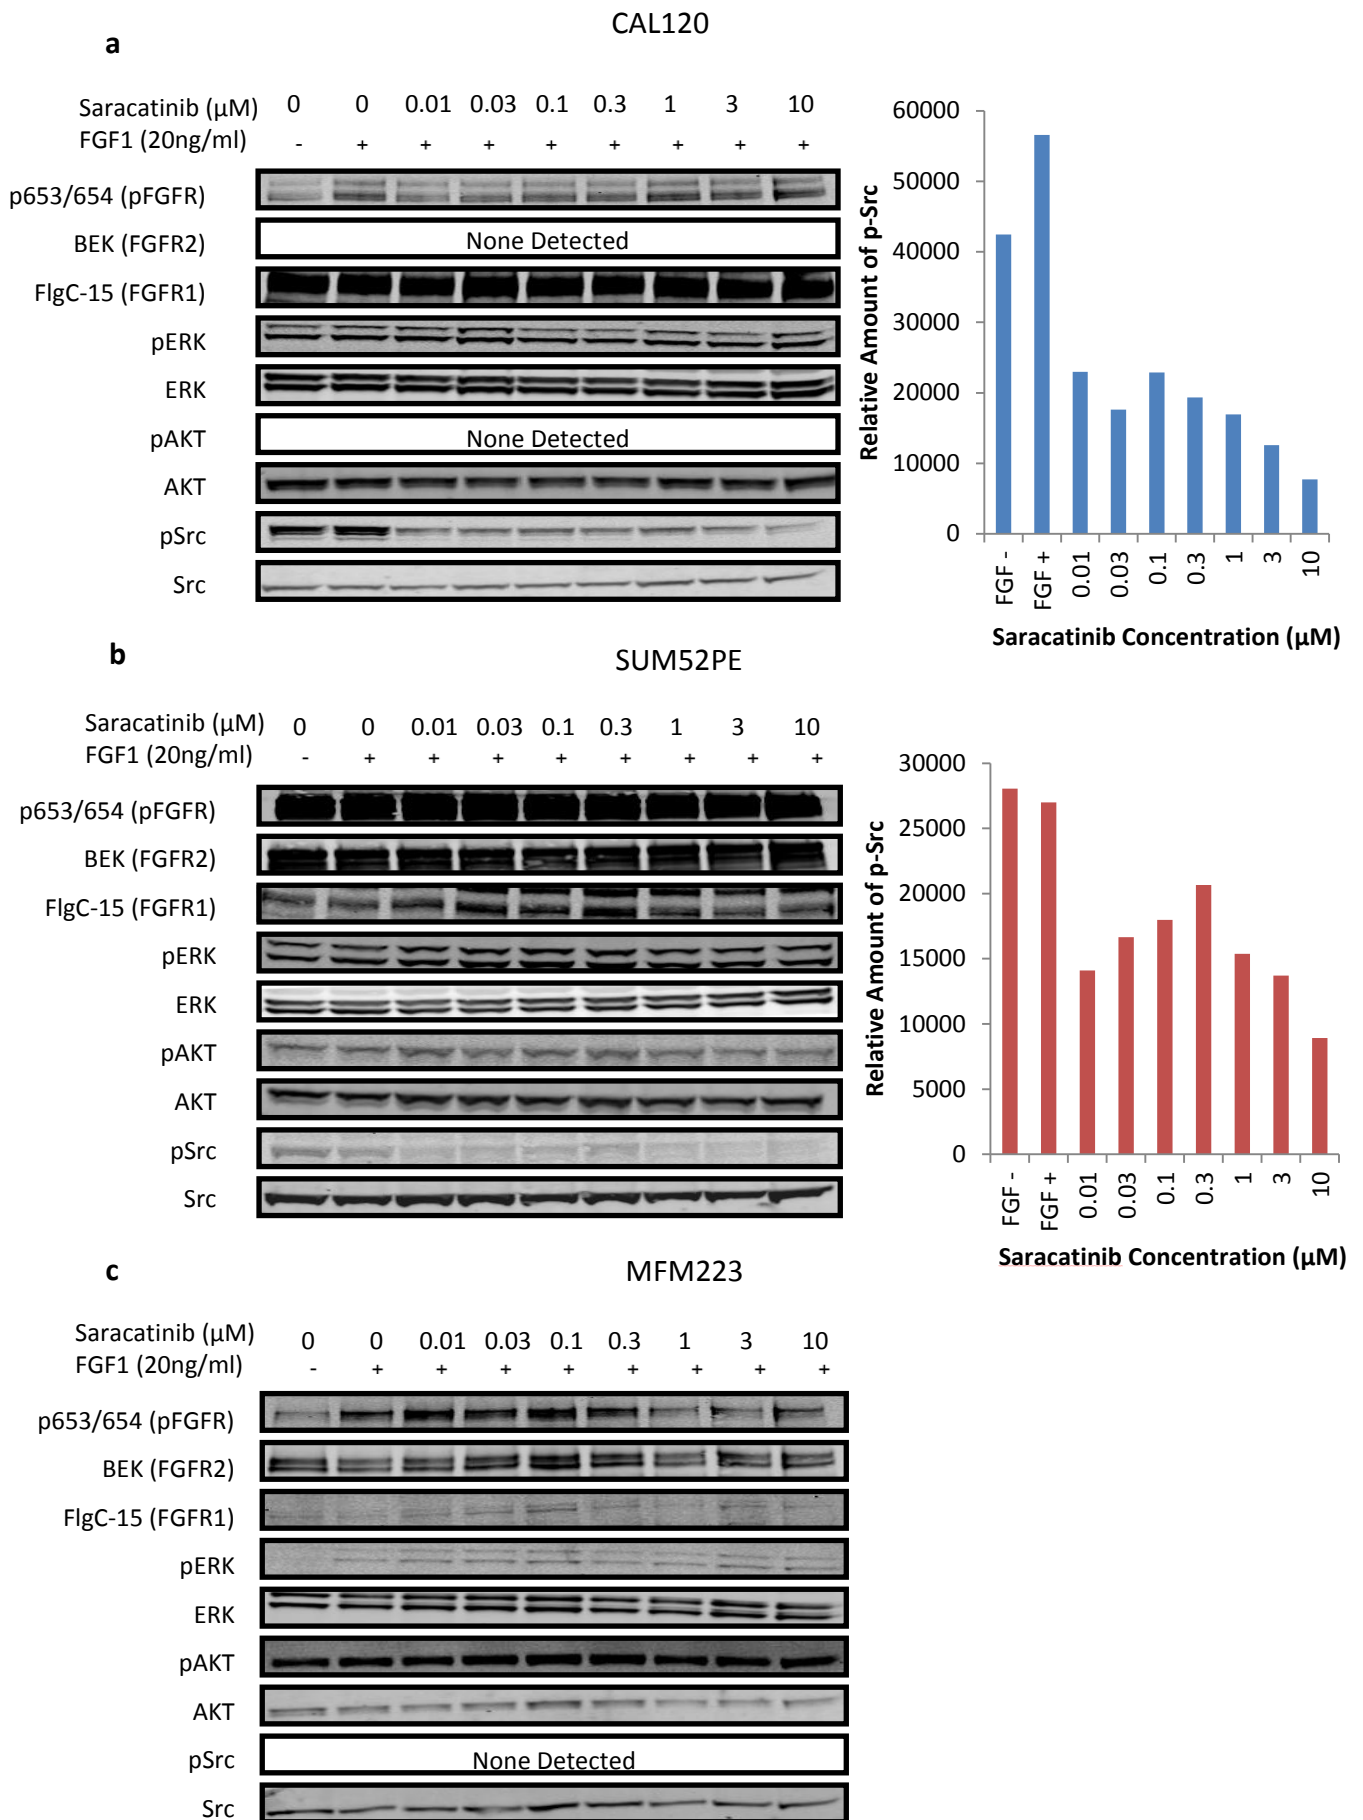 CAL120
a
Saracatinib (µM) 0 0 0.01 0.03 0.1 0.3 1 3 10
FGF1 (20ng/ml) - + + + + + + + +
p653/654 (pFGFR)
BEK (FGFR2) None Detected
FlgC-15 (FGFR1)
pERK
ERK
pAKT None Detected
AKT
pSrc
Src
60000
50000
40000
30000
20000
10000
0
Relative Amount of p-Src
FGF - FGF + 0.01 0.03 0.1 0.3 1 3 10
Saracatinib Concentration (µM)
b
SUM52PE
Saracatinib (µM) 0 0 0.01 0.03 0.1 0.3 1 3 10
FGF1 (20ng/ml) - + + + + + + + +
p653/654 (pFGFR)
BEK (FGFR2)
FlgC-15 (FGFR1)
pERK
ERK
pAKT
AKT
pSrc
Src
30000
25000
20000
15000
10000
5000
0
Relative Amount of p-Src
FGF - FGF + 0.01 0.03 0.1 0.3 1 3 10
Saracatinib Concentration (µM)
c
MFM223
Saracatinib (µM) 0 0 0.01 0.03 0.1 0.3 1 3 10
FGF1 (20ng/ml) - + + + + + + + +
p653/654 (pFGFR)
BEK (FGFR2)
FlgC-15 (FGFR1)
pERK
ERK
pAKT
AKT
pSrc None Detected
Src